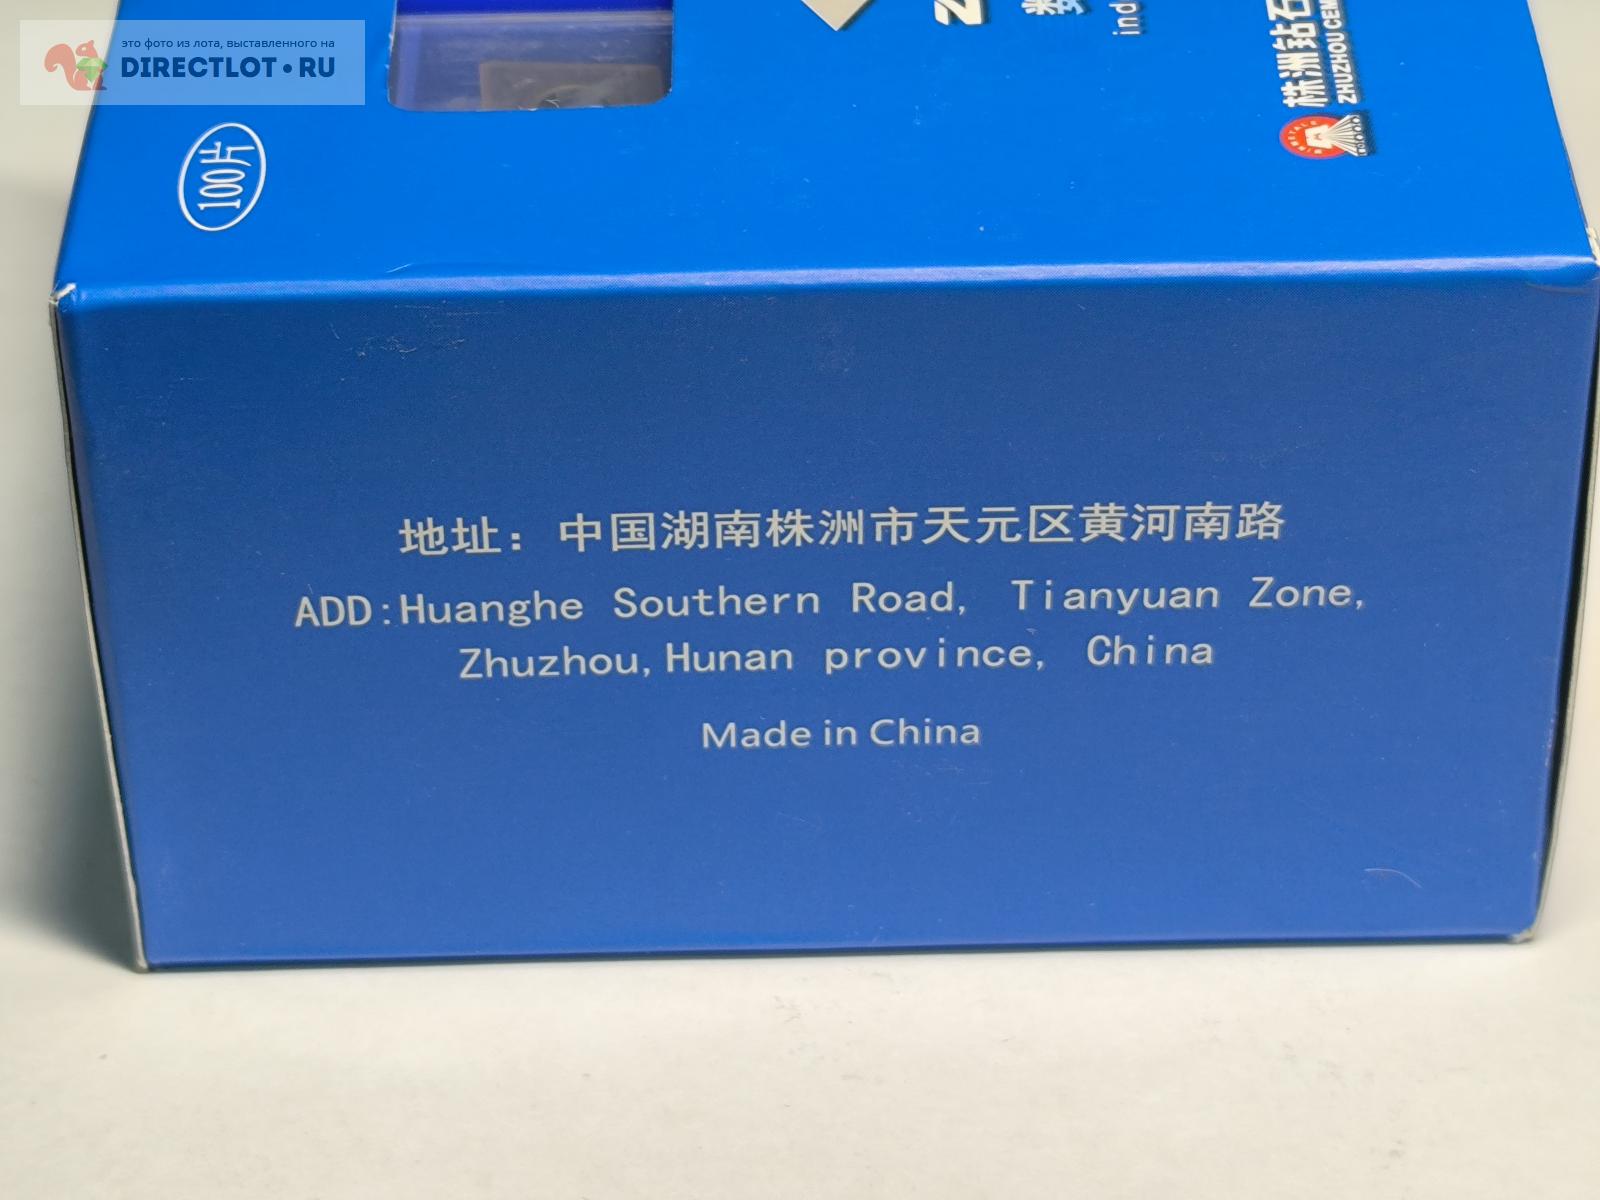 это фото из лота, выставленного на
DIRECTLOT•RU
100片
株洲钻石
ZHUZHOU CEM
ind
地址：中国湖南株洲市天元区黄河南路
ADD:Huanghe Southern Road, Tianyuan Zone,
Zhuzhou, Hunan province, China
Made in China